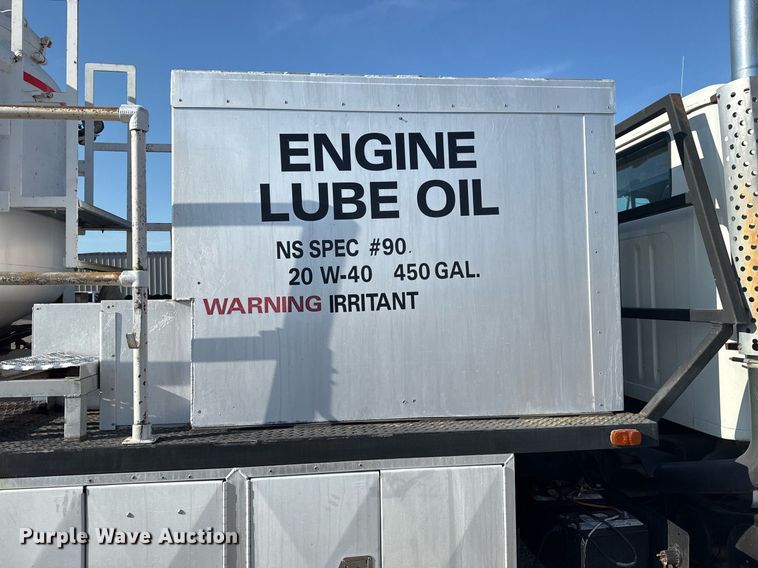 ENGINE
LUBE OIL
NS SPEC #90.
20 W-40 450 GAL.
WARNING IRRITANT
Purple Wave Auction